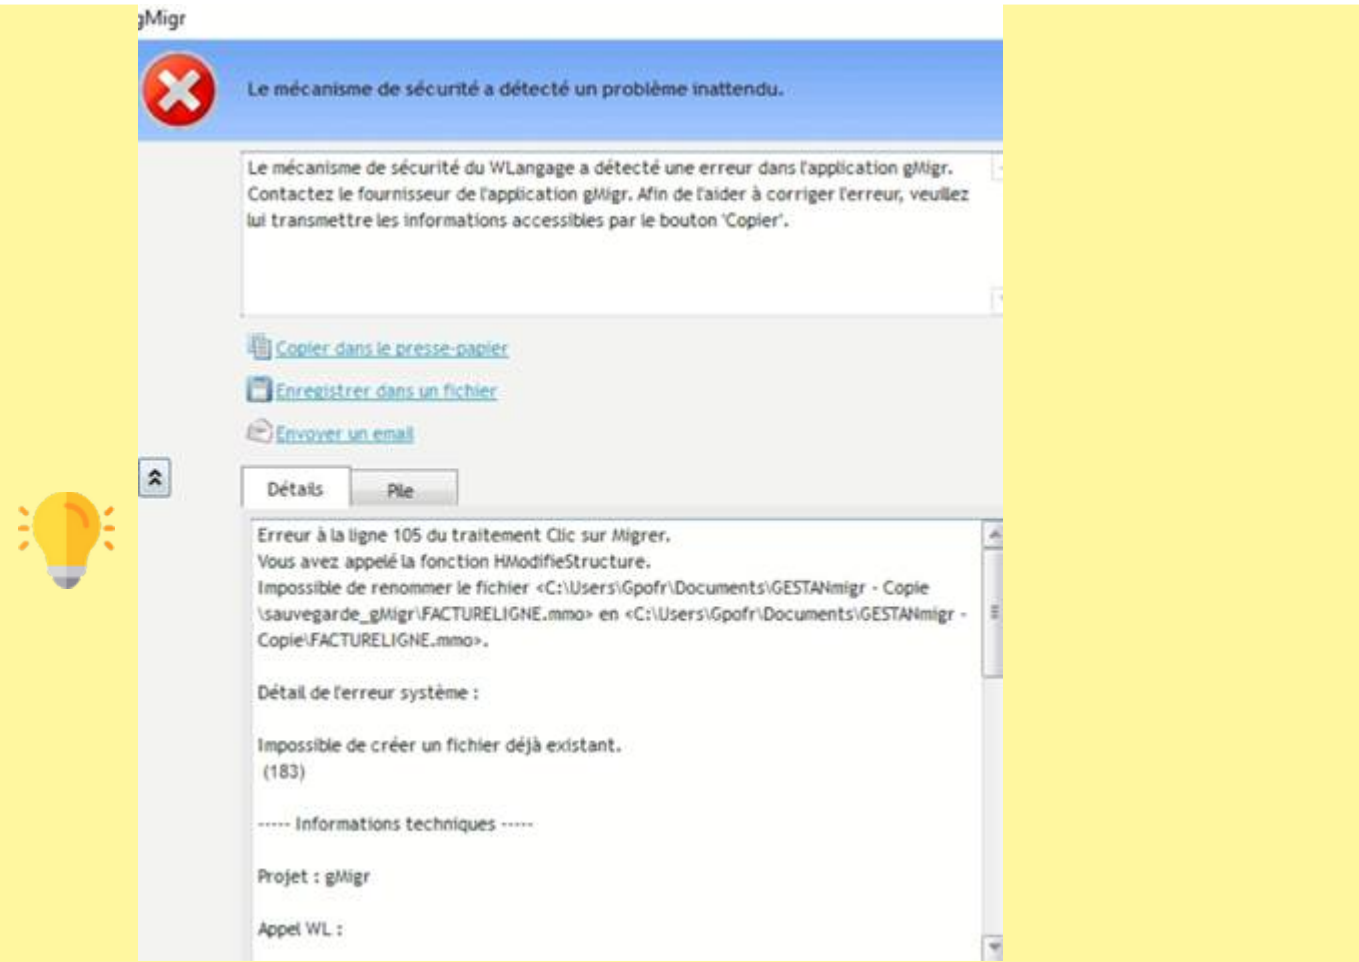 gMigr
Le mécanisme de sécurité a détecté un problème inattendu.
Le mécanisme de sécurité du WLangage a détecté une erreur dans l'application gMigr.
Contactez le fournisseur de l'application gMigr. Afin de l'aider à corriger l'erreur, veuillez
lui transmettre les informations accessibles par le bouton 'Copier'.
Copier dans le presse-papier
Enregistrer dans un fichier
Envoyer un email
Détails
Pile
Erreur à la ligne 105 du traitement Clic sur Migrer.
Vous avez appelé la fonction HModifieStructure.
Impossible de renommer le fichier <C:\Users\Gpofr\Documents\GESTANmigr - Copie
\sauvegarde_gMigr\FACTURELIGNE.mmo> en <C:\Users\Gpofr\Documents\GESTANmigr -
Copie\FACTURELIGNE.mmo>.
Détail de l'erreur système :
Impossible de créer un fichier déjà existant.
(183)
----- Informations techniques -----
Projet : gMigr
Appel WL :